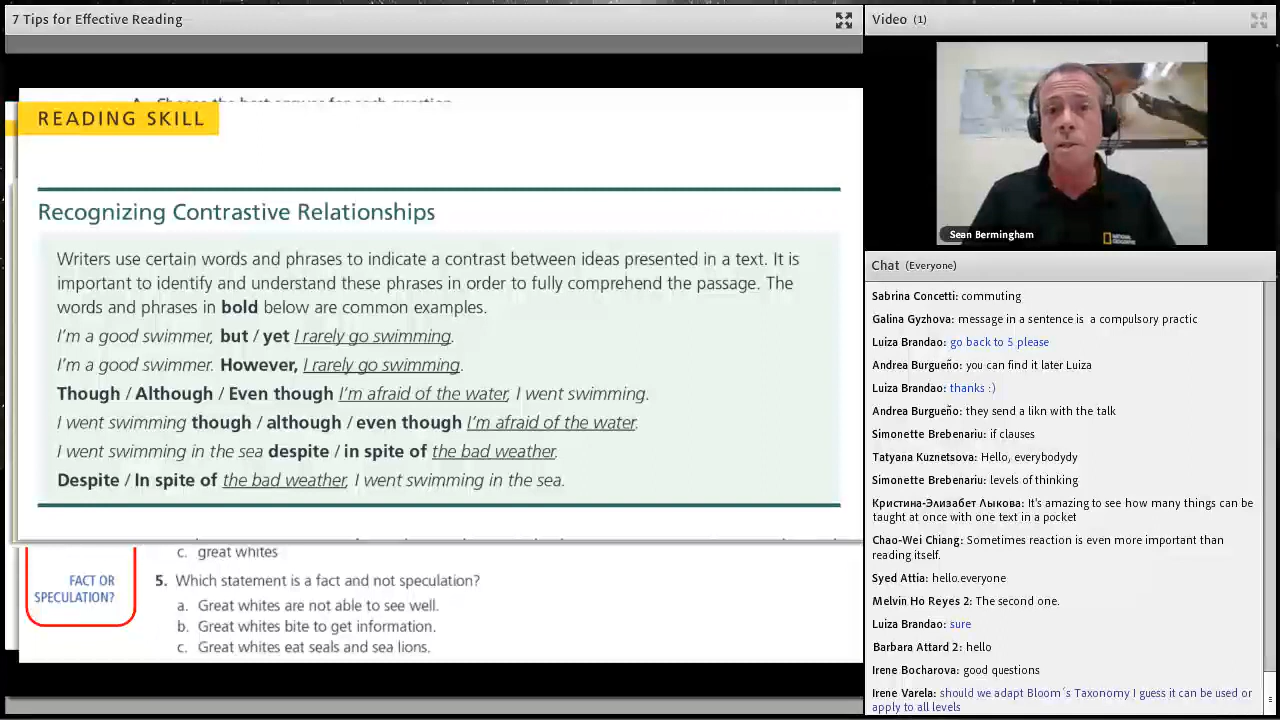 7 Tips for Effective Reading
READING SKILL
Recognizing Contrastive Relationships
Writers use certain words and phrases to indicate a contrast between ideas presented in a text. It is
important to identify and understand these phrases in order to fully comprehend the passage. The
words and phrases in bold below are common examples.
I'm a good swimmer, but / yet I rarely go swimming.
I'm a good swimmer. However, I rarely go swimming.
Though / Although / Even though I'm afraid of the water, I went swimming.
I went swimming though / although / even though I'm afraid of the water.
I went swimming in the sea despite / in spite of the bad weather.
Despite / In spite of the bad weather, I went swimming in the sea.
c. great whites
FACT OR
SPECULATION?
5. Which statement is a fact and not speculation?
a. Great whites are not able to see well.
b. Great whites bite to get information.
c. Great whites eat seals and sea lions.
Video (1)
Sean Bermingham
NATIONAL
GEOGRAPHIC
Chat (Everyone)
Sabrina Concetti: commuting
Galina Gyzhova: message in a sentence is a compulsory practic
Luiza Brandao: go back to 5 please
Andrea Burgueño: you can find it later Luiza
Luiza Brandao: thanks :)
Andrea Burgueño: they send a likn with the talk
Simonette Brebenariu: if clauses
Tatyana Kuznetsova: Hello, everybodydy
Simonette Brebenariu: levels of thinking
Кристина-Элизабет Лыкова: It's amazing to see how many things can be
taught at once with one text in a pocket
Chao-Wei Chiang: Sometimes reaction is even more important than
reading itself.
Syed Attia: hello.everyone
Melvin Ho Reyes 2: The second one.
Luiza Brandao: sure
Barbara Attard 2: hello
Irene Bocharova: good questions
Irene Varela: should we adapt Bloom´s Taxonomy I guess it can be used or
apply to all levels